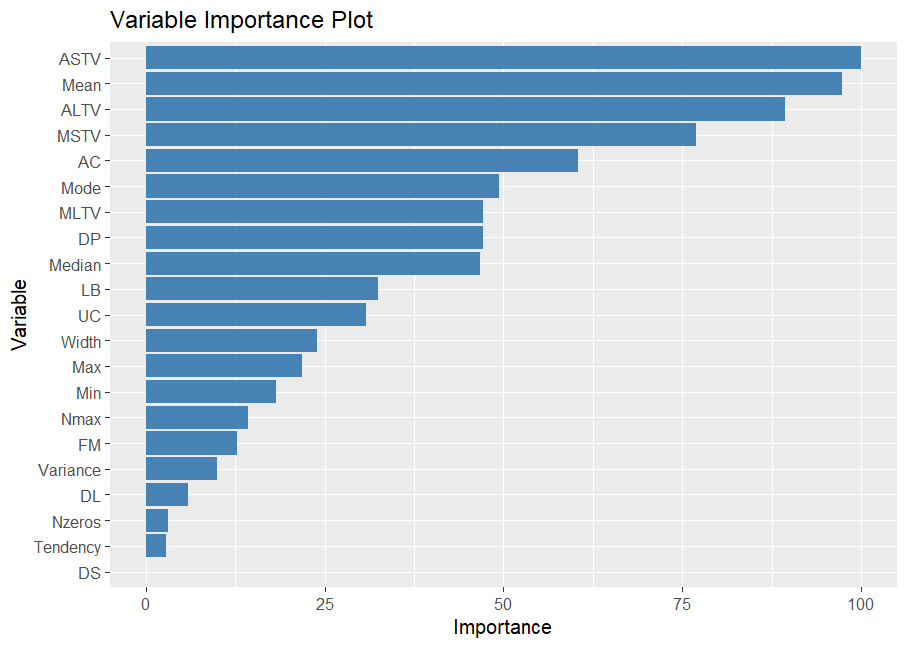 Variable Importance Plot
Variable
ASTV
Mean
ALTV
MSTV
AC
Mode
MLTV
DP
Median
LB
UC
Width
Max
Min
Nmax
FM
Variance
DL
Nzeros
Tendency
DS
0 25 50 75 100
Importance